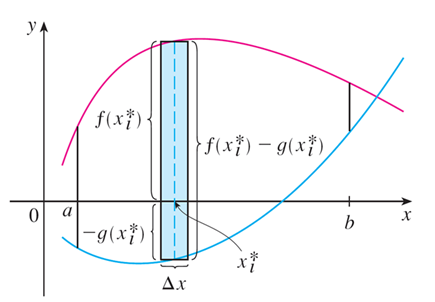 y
f(x_i^*)
f(x_i^*) − g(x_i^*)
0
a
b
x
−g(x_i^*)
x_i^*
Δx